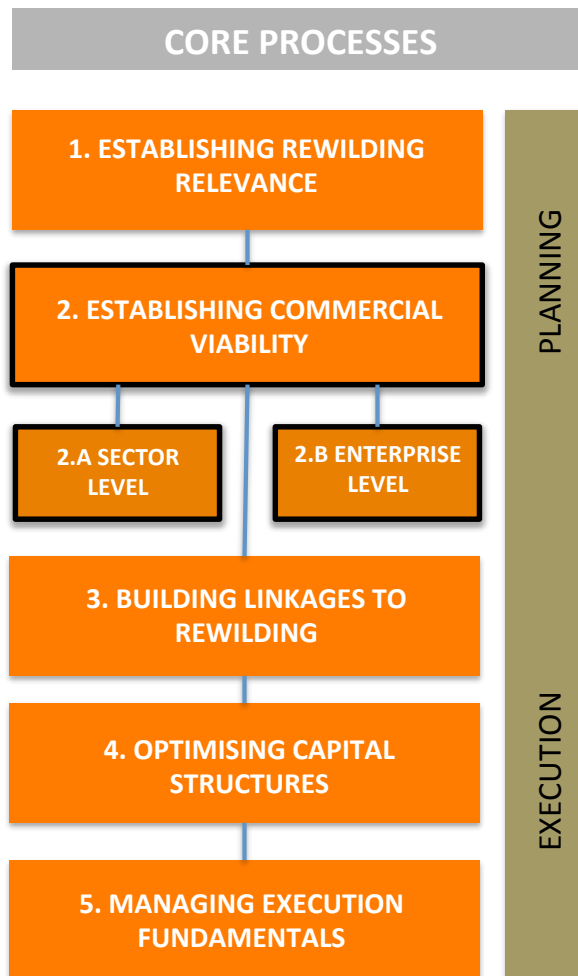 CORE PROCESSES
1. ESTABLISHING REWILDING
RELEVANCE
2. ESTABLISHING COMMERCIAL
VIABILITY
2.A SECTOR
LEVEL
2.B ENTERPRISE
LEVEL
3. BUILDING LINKAGES TO
REWILDING
4. OPTIMISING CAPITAL
STRUCTURES
5. MANAGING EXECUTION
FUNDAMENTALS
PLANNING
EXECUTION